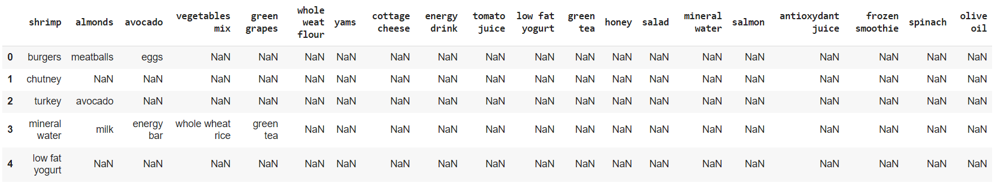 shrimp almonds avocado vegetables mix green grapes whole weat flour yams cottage cheese energy drink tomato juice low fat yogurt green tea honey salad mineral water salmon antioxydant juice frozen smoothie spinach olive oil
0 burgers meatballs eggs NaN NaN NaN NaN NaN NaN NaN NaN NaN NaN NaN NaN NaN NaN NaN NaN NaN
1 chutney NaN NaN NaN NaN NaN NaN NaN NaN NaN NaN NaN NaN NaN NaN NaN NaN NaN NaN NaN
2 turkey avocado NaN NaN NaN NaN NaN NaN NaN NaN NaN NaN NaN NaN NaN NaN NaN NaN NaN NaN
3 mineral water milk energy bar whole wheat rice green tea NaN NaN NaN NaN NaN NaN NaN NaN NaN NaN NaN NaN NaN NaN NaN
4 low fat yogurt NaN NaN NaN NaN NaN NaN NaN NaN NaN NaN NaN NaN NaN NaN NaN NaN NaN NaN NaN